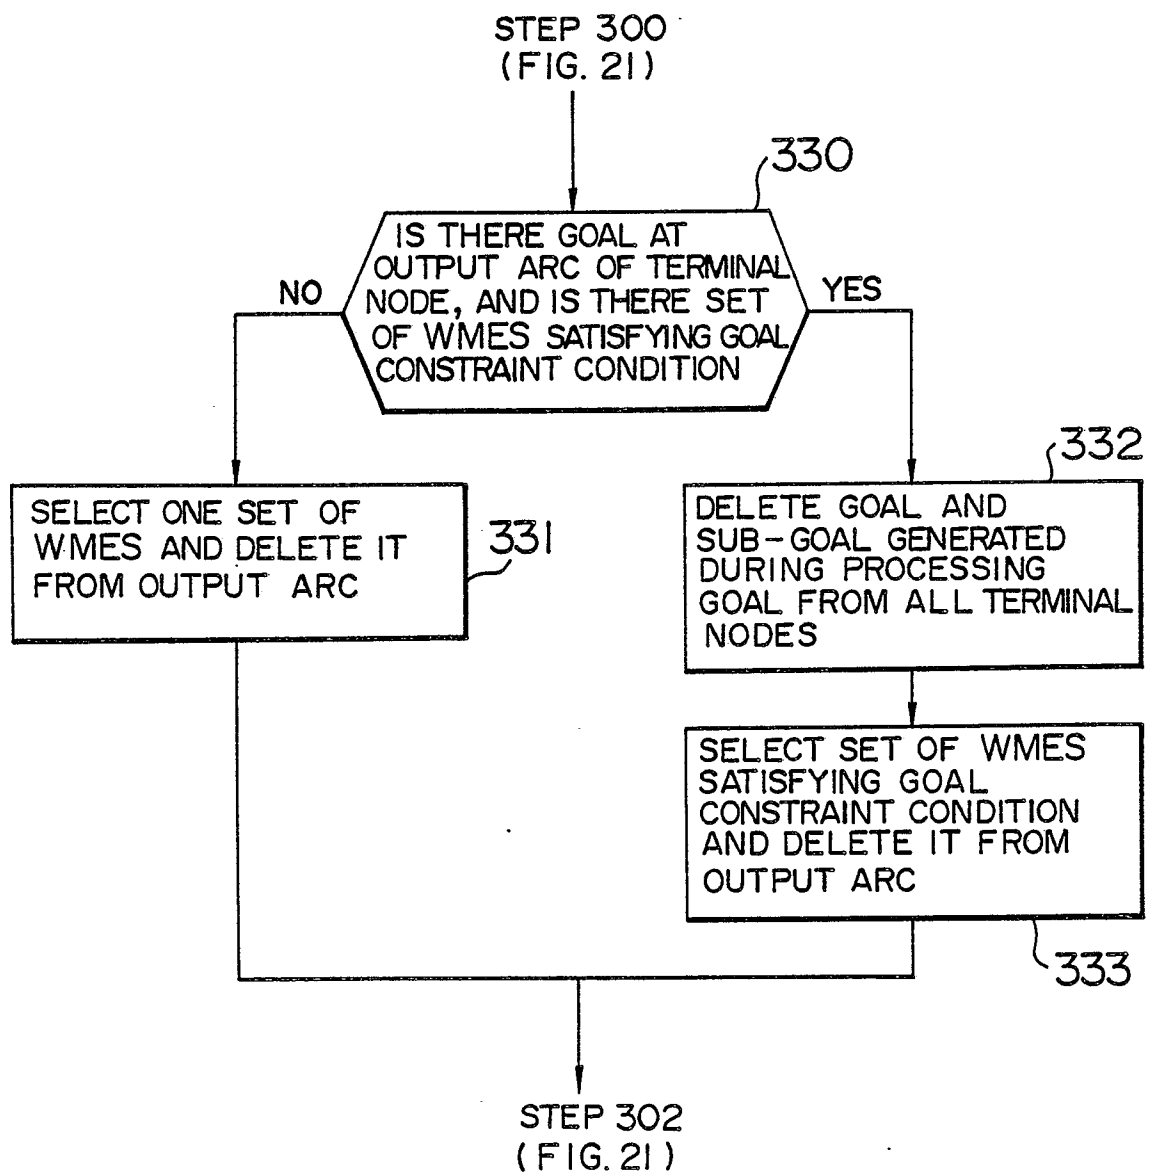 STEP 300
(FIG. 21)
330
IS THERE GOAL AT
OUTPUT ARC OF TERMINAL
NODE, AND IS THERE SET
OF WMES SATISFYING GOAL
CONSTRAINT CONDITION
NO
YES
331
SELECT ONE SET OF
WMES AND DELETE IT
FROM OUTPUT ARC
332
DELETE GOAL AND
SUB-GOAL GENERATED
DURING PROCESSING
GOAL FROM ALL TERMINAL
NODES
SELECT SET OF WMES
SATISFYING GOAL
CONSTRAINT CONDITION
AND DELETE IT FROM
OUTPUT ARC
333
STEP 302
(FIG. 21)